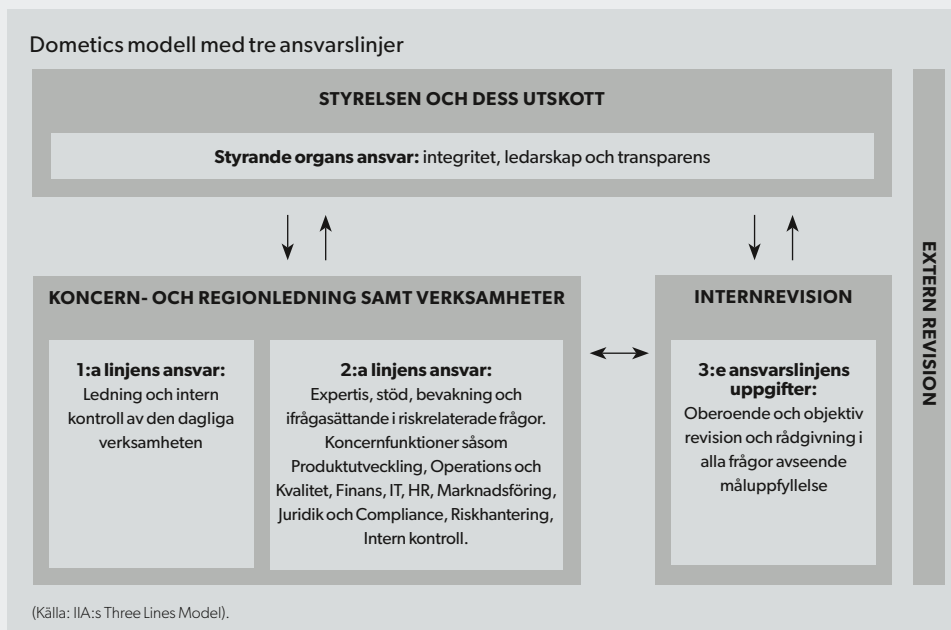 Dometics modell med tre ansvarslinjer
STYRELSEN OCH DESS UTSKOTT
Styrande organs ansvar: integritet, ledarskap och transparens
KONCERN- OCH REGIONLEDNING SAMT VERKSAMHETER
1:a linjens ansvar:
Ledning och intern
kontroll av den dagliga
verksamheten
2:a linjens ansvar:
Expertis, stöd, bevakning och
ifrågasättande i riskrelaterade frågor.
Koncernfunktioner såsom
Produktutveckling, Operations och
Kvalitet, Finans, IT, HR, Marknadsföring,
Juridik och Compliance, Riskhantering,
Intern kontroll.
INTERNREVISION
3:e ansvarslinjens
uppgifter:
Oberoende och objektiv
revision och rådgivning i
alla frågor avseende
måluppfyllelse
EXTERN REVISION
(Källa: IIA:s Three Lines Model).